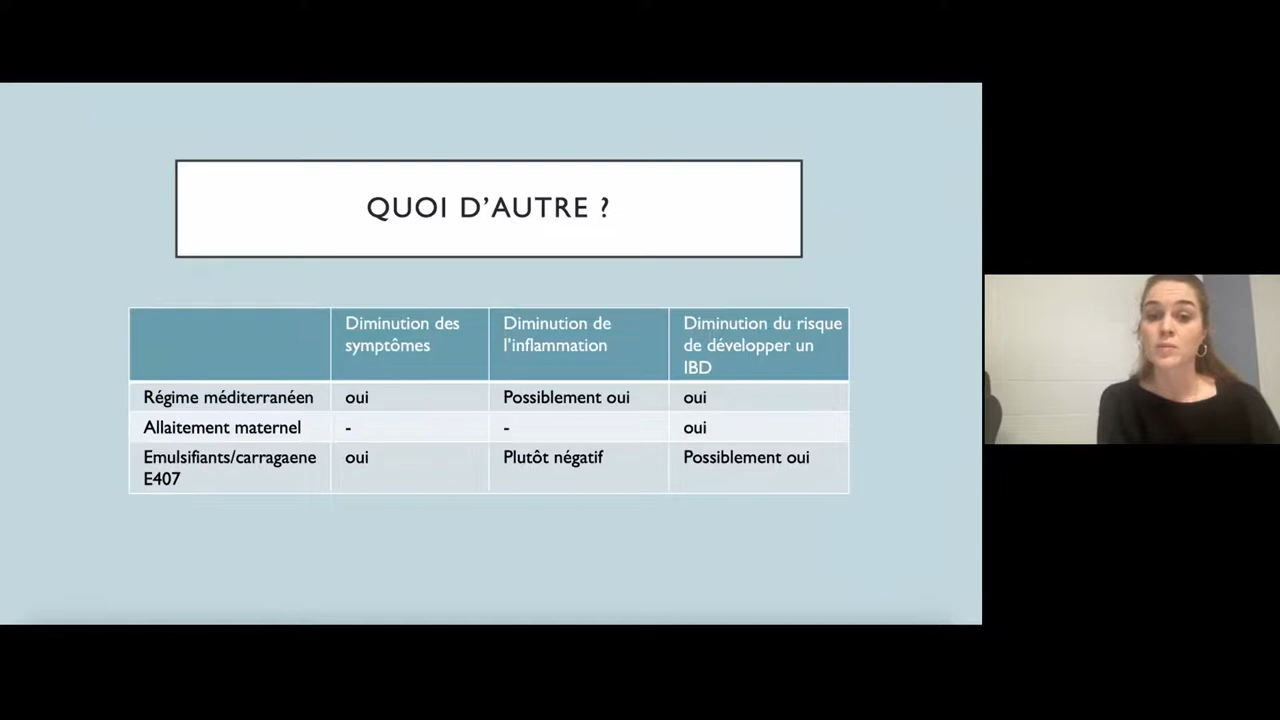 QUOI D'AUTRE ?
Diminution des symptômes
Diminution de l'inflammation
Diminution du risque de développer un IBD
Régime méditerranéen oui Possiblement oui oui
Allaitement maternel - - oui
Emulsifiants/carragaene E407 oui Plutôt négatif Possiblement oui